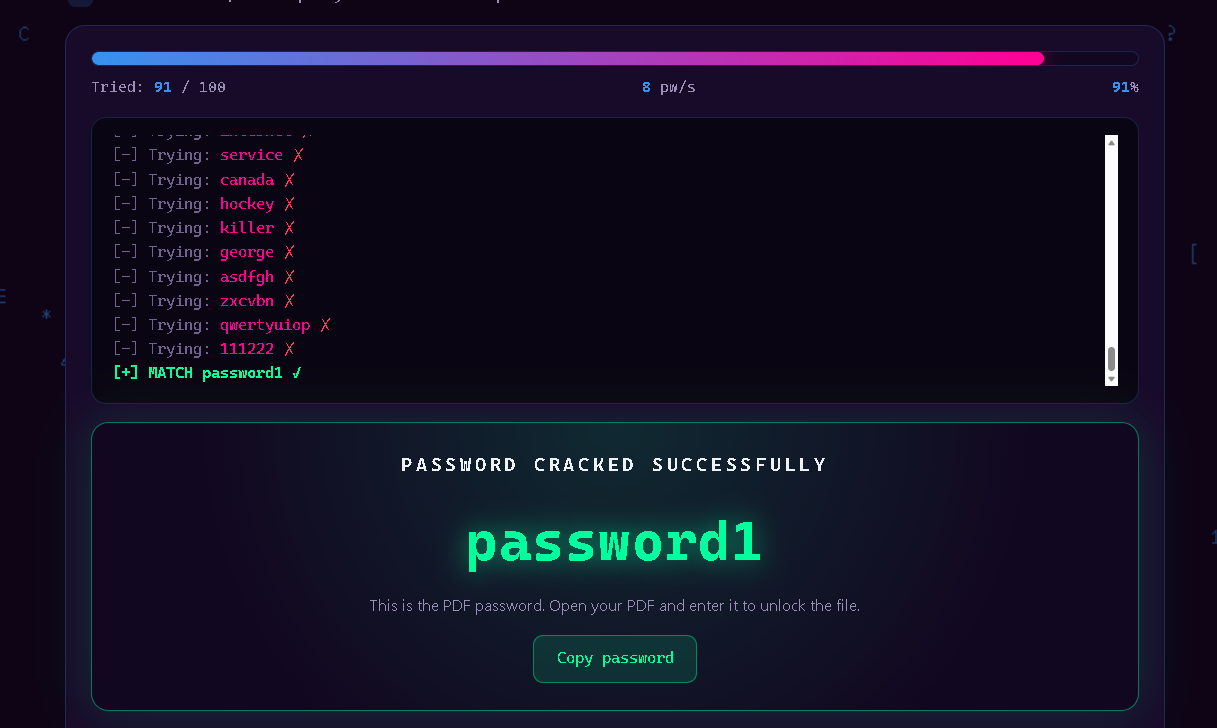 Tried: 91 / 100
8 pw/s
91%
[-] Trying: service ✗
[-] Trying: canada ✗
[-] Trying: hockey ✗
[-] Trying: killer ✗
[-] Trying: george ✗
[-] Trying: asdfgh ✗
[-] Trying: zxcvbn ✗
[-] Trying: qwertyuiop ✗
[-] Trying: 111222 ✗
[+] MATCH password1 ✓
PASSWORD CRACKED SUCCESSFULLY
password1
This is the PDF password. Open your PDF and enter it to unlock the file.
Copy password